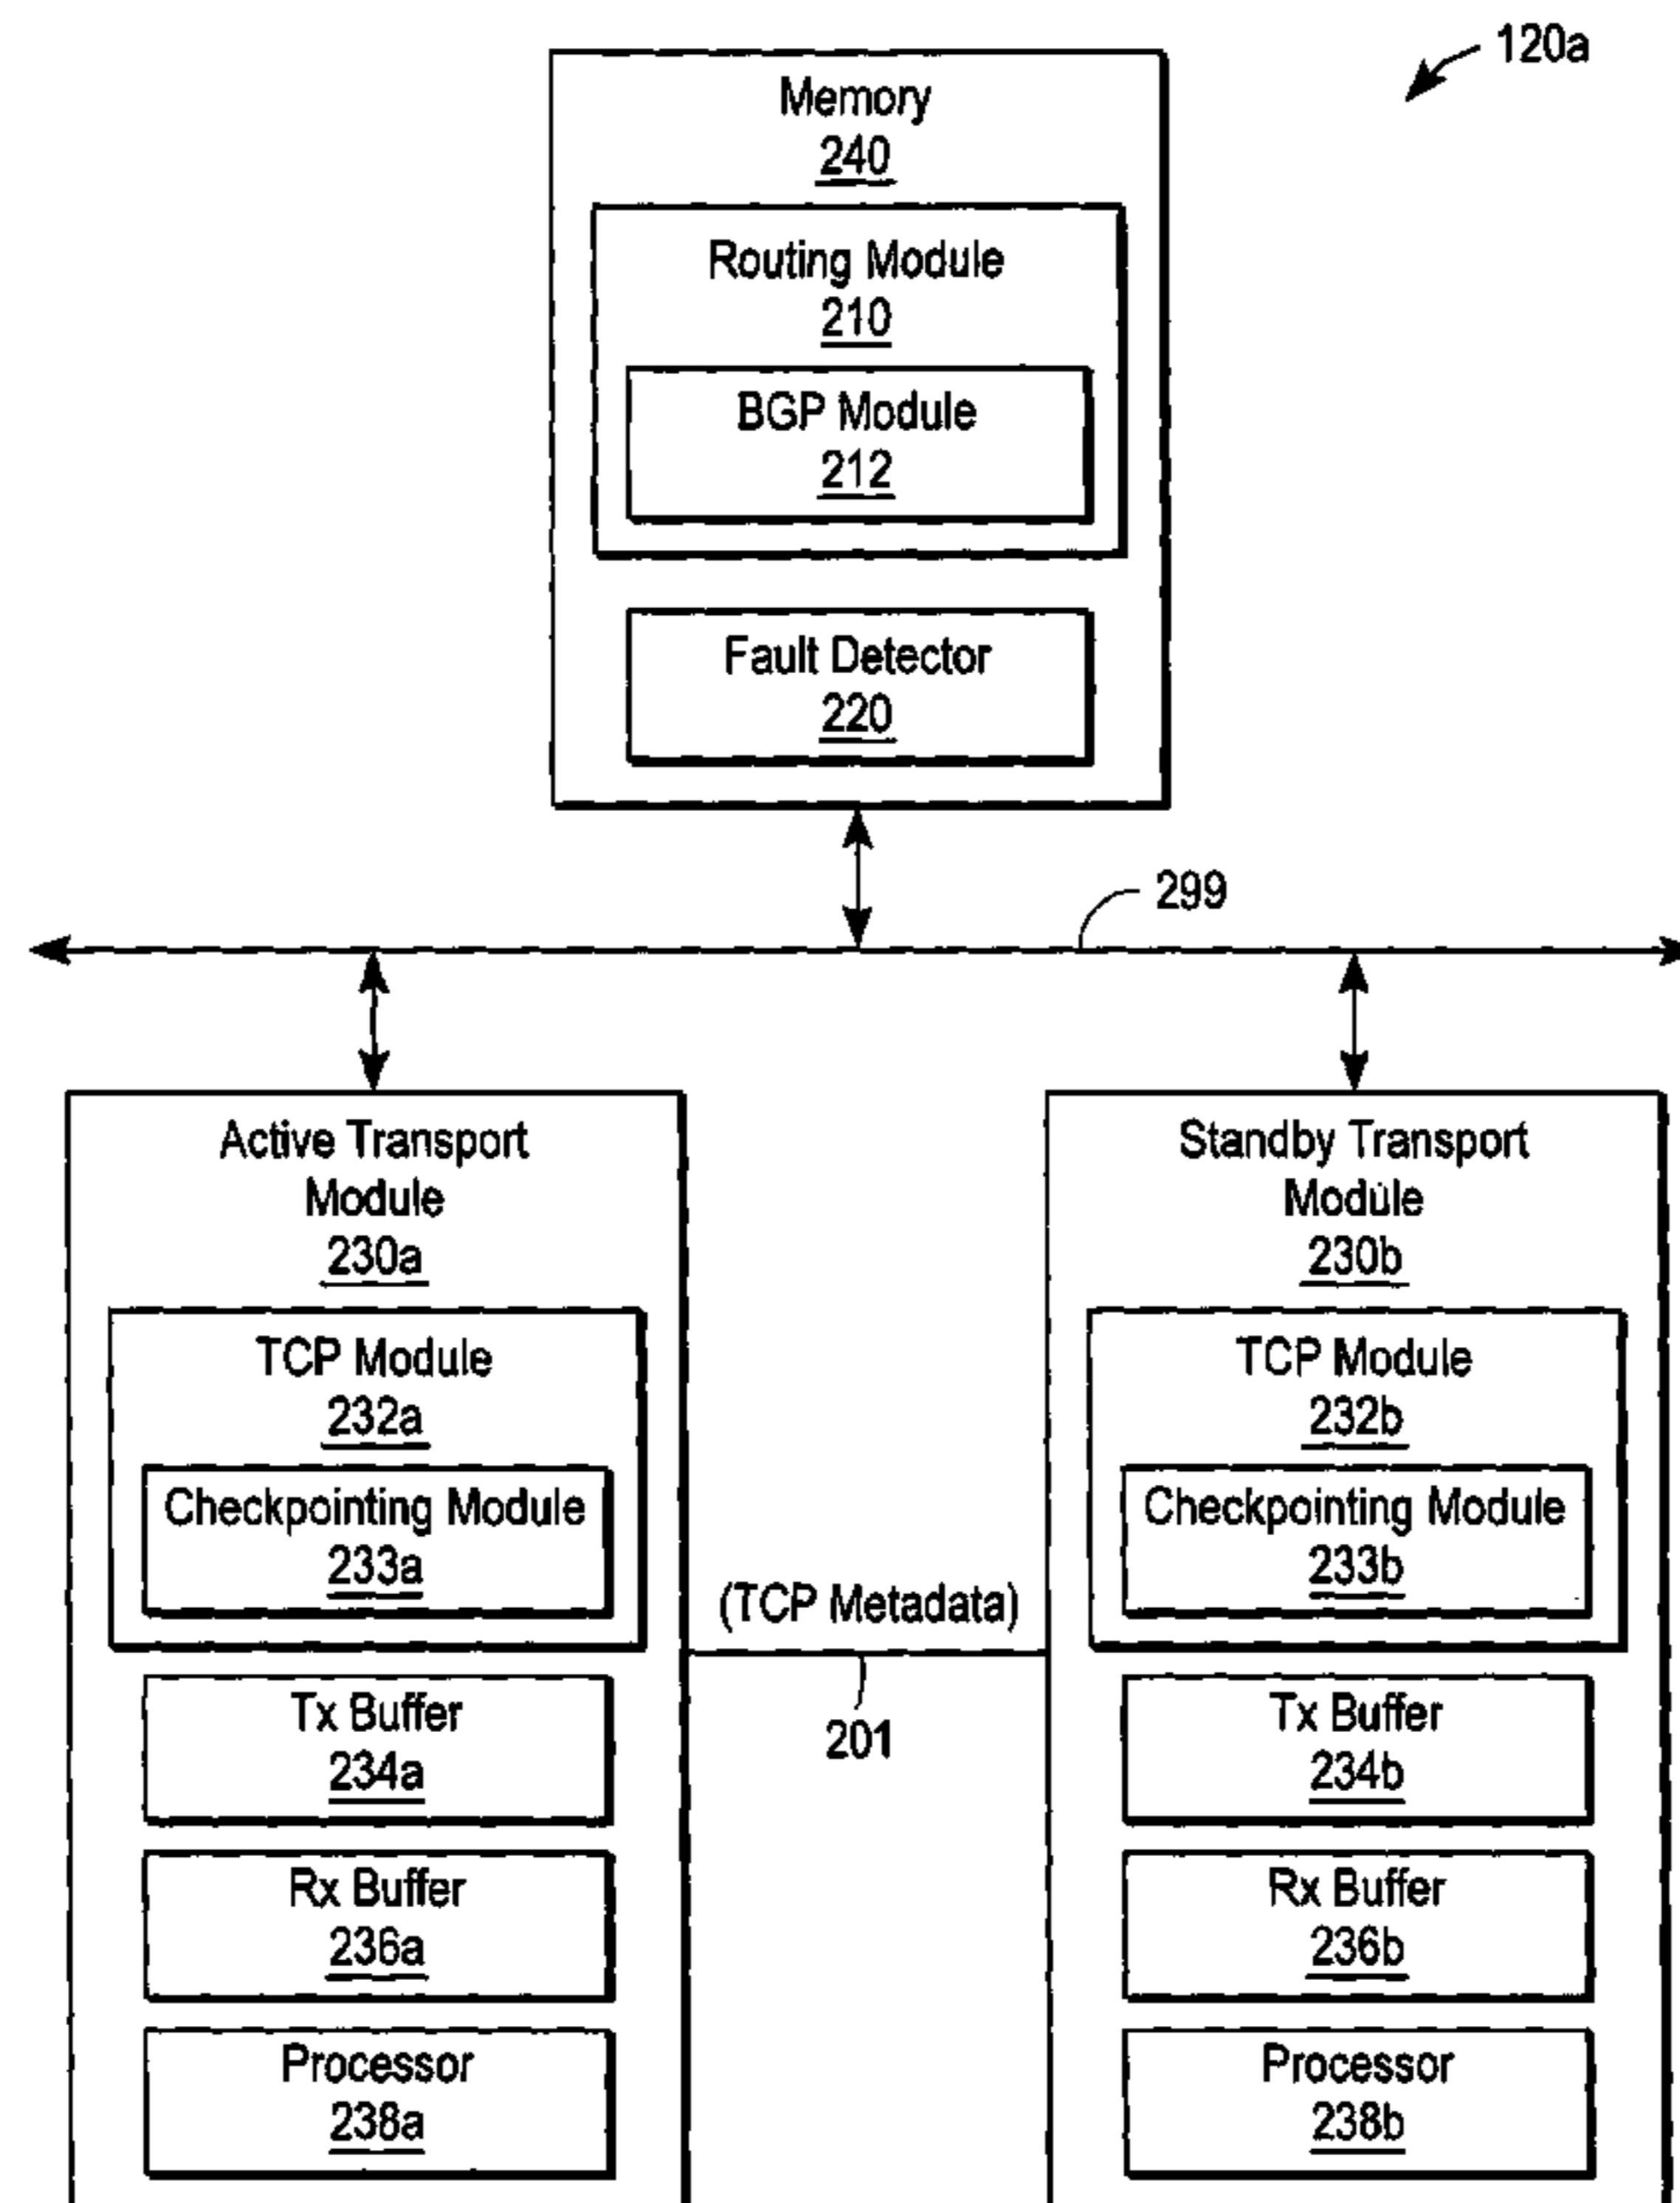 120a
Memory
240
Routing Module
210
BGP Module
212
Fault Detector
220
299
Active Transport
Module
230a
TCP Module
232a
Checkpointing Module
233a
Tx Buffer
234a
Rx Buffer
236a
Processor
238a
(TCP Metadata)
201
Standby Transport
Module
230b
TCP Module
232b
Checkpointing Module
233b
Tx Buffer
234b
Rx Buffer
236b
Processor
238b